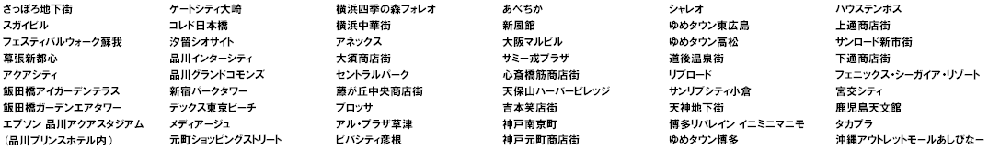 さっぽろ地下街
スガイビル
フェスティバルウォーク蘇我
幕張新都心
アクアシティ
飯田橋アイガーデンテラス
飯田橋ガーデンエアタワー
エプソン 品川アクアスタジアム
（品川プリンスホテル内）
ゲートシティ大崎
コレド日本橋
汐留シオサイト
品川インターシティ
品川グランドコモンズ
新宿パークタワー
デックス東京ビーチ
メディアージュ
元町ショッピングストリート
横浜四季の森フォレオ
横浜中華街
アネックス
大須商店街
セントラルパーク
藤が丘中央商店街
ブロッサ
アル・プラザ草津
ビバシティ彦根
あべちか
新風館
大阪マルビル
サミー戎プラザ
心斎橋筋商店街
天保山ハーバービレッジ
吉本笑店街
神戸南京町
神戸元町商店街
シャレオ
ゆめタウン東広島
ゆめタウン高松
道後温泉街
リブロード
サンリブシティ小倉
天神地下街
博多リバレイン イニミニマニモ
ゆめタウン博多
ハウステンボス
上通商店街
サンロード新市街
下通商店街
フェニックス・シーガイア・リゾート
宮交シティ
鹿児島天文館
タカプラ
沖縄アウトレットモールあしびなー